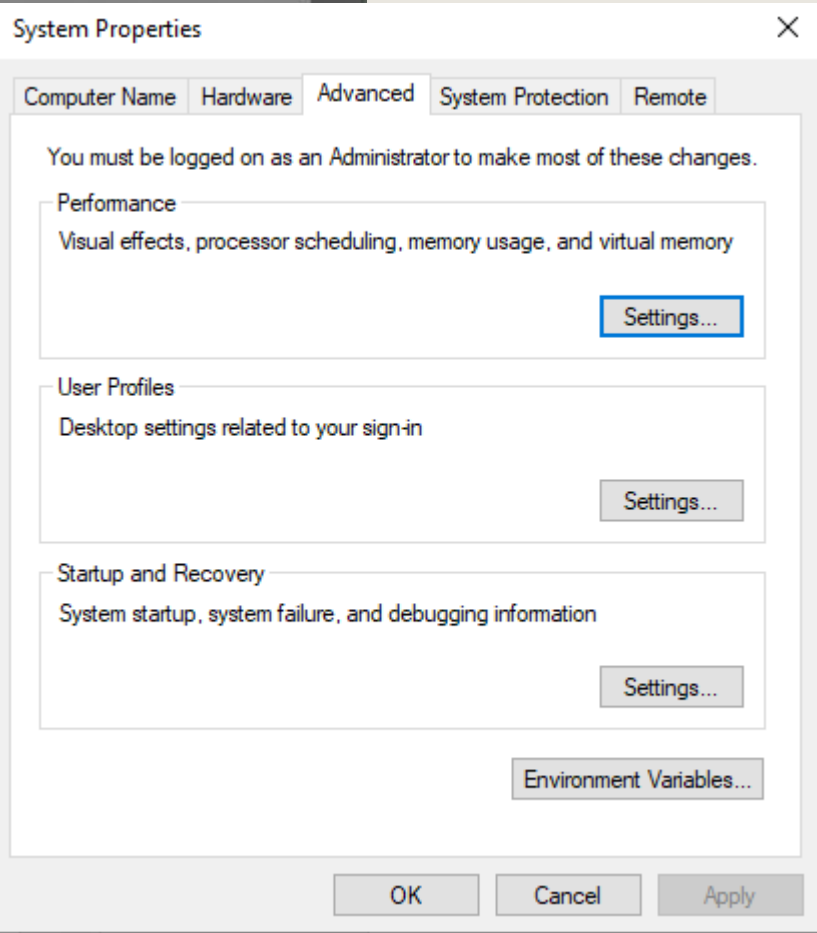 System Properties
Computer Name
Hardware
Advanced
System Protection
Remote
You must be logged on as an Administrator to make most of these changes.
Performance
Visual effects, processor scheduling, memory usage, and virtual memory
Settings...
User Profiles
Desktop settings related to your sign-in
Settings...
Startup and Recovery
System startup, system failure, and debugging information
Settings...
Environment Variables...
OK
Cancel
Apply